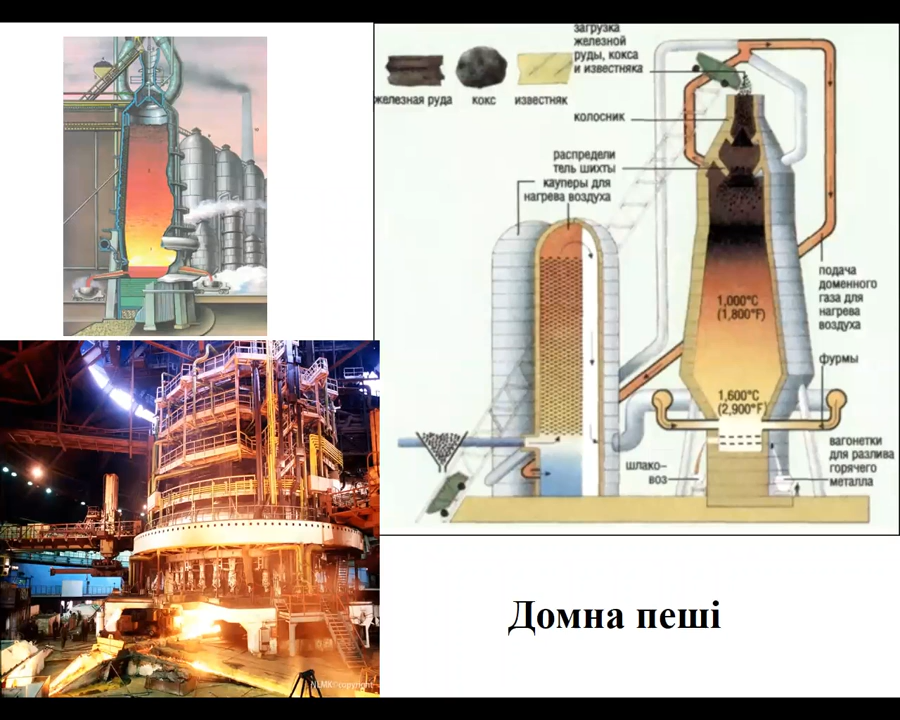 загрузка
железной
руды, кокса
и известняка
железная руда
кокс
известняк
колосник
распредели
тель шихты
кауперы для
нагрева воздуха
1,000°C
(1,800°F)
подача
доменного
газа для
нагрева
воздуха
фурмы
1,600°C
(2,900°F)
шлако–
воз
вагонетки
для разлива
горячего
металла
NLMK©copyright
Домна пеші